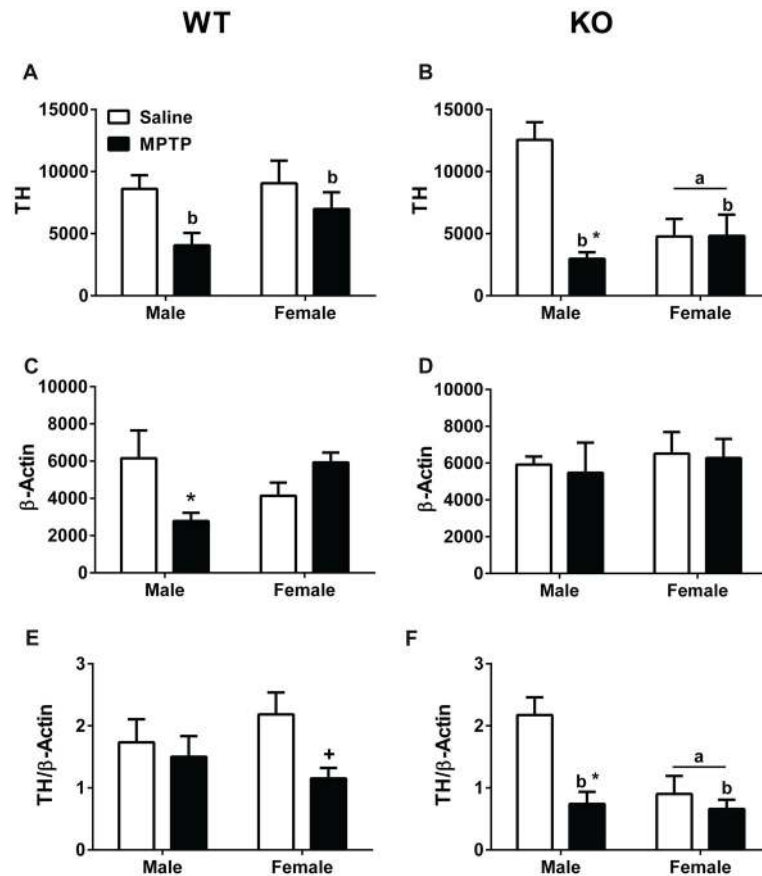 WT KO
A B
15000 15000
Saline
MPTP
10000 10000
TH TH
a
b b b
5000 5000
b *
0 0
Male Female Male Female
C D
10000 10000
8000 8000
6000 6000
β-Actin β-Actin
4000 4000
*
2000 2000
0 0
Male Female Male Female
E F
3 3
2 2
TH/β-Actin TH/β-Actin
+ a
1 b * b 1
0 0
Male Female Male Female